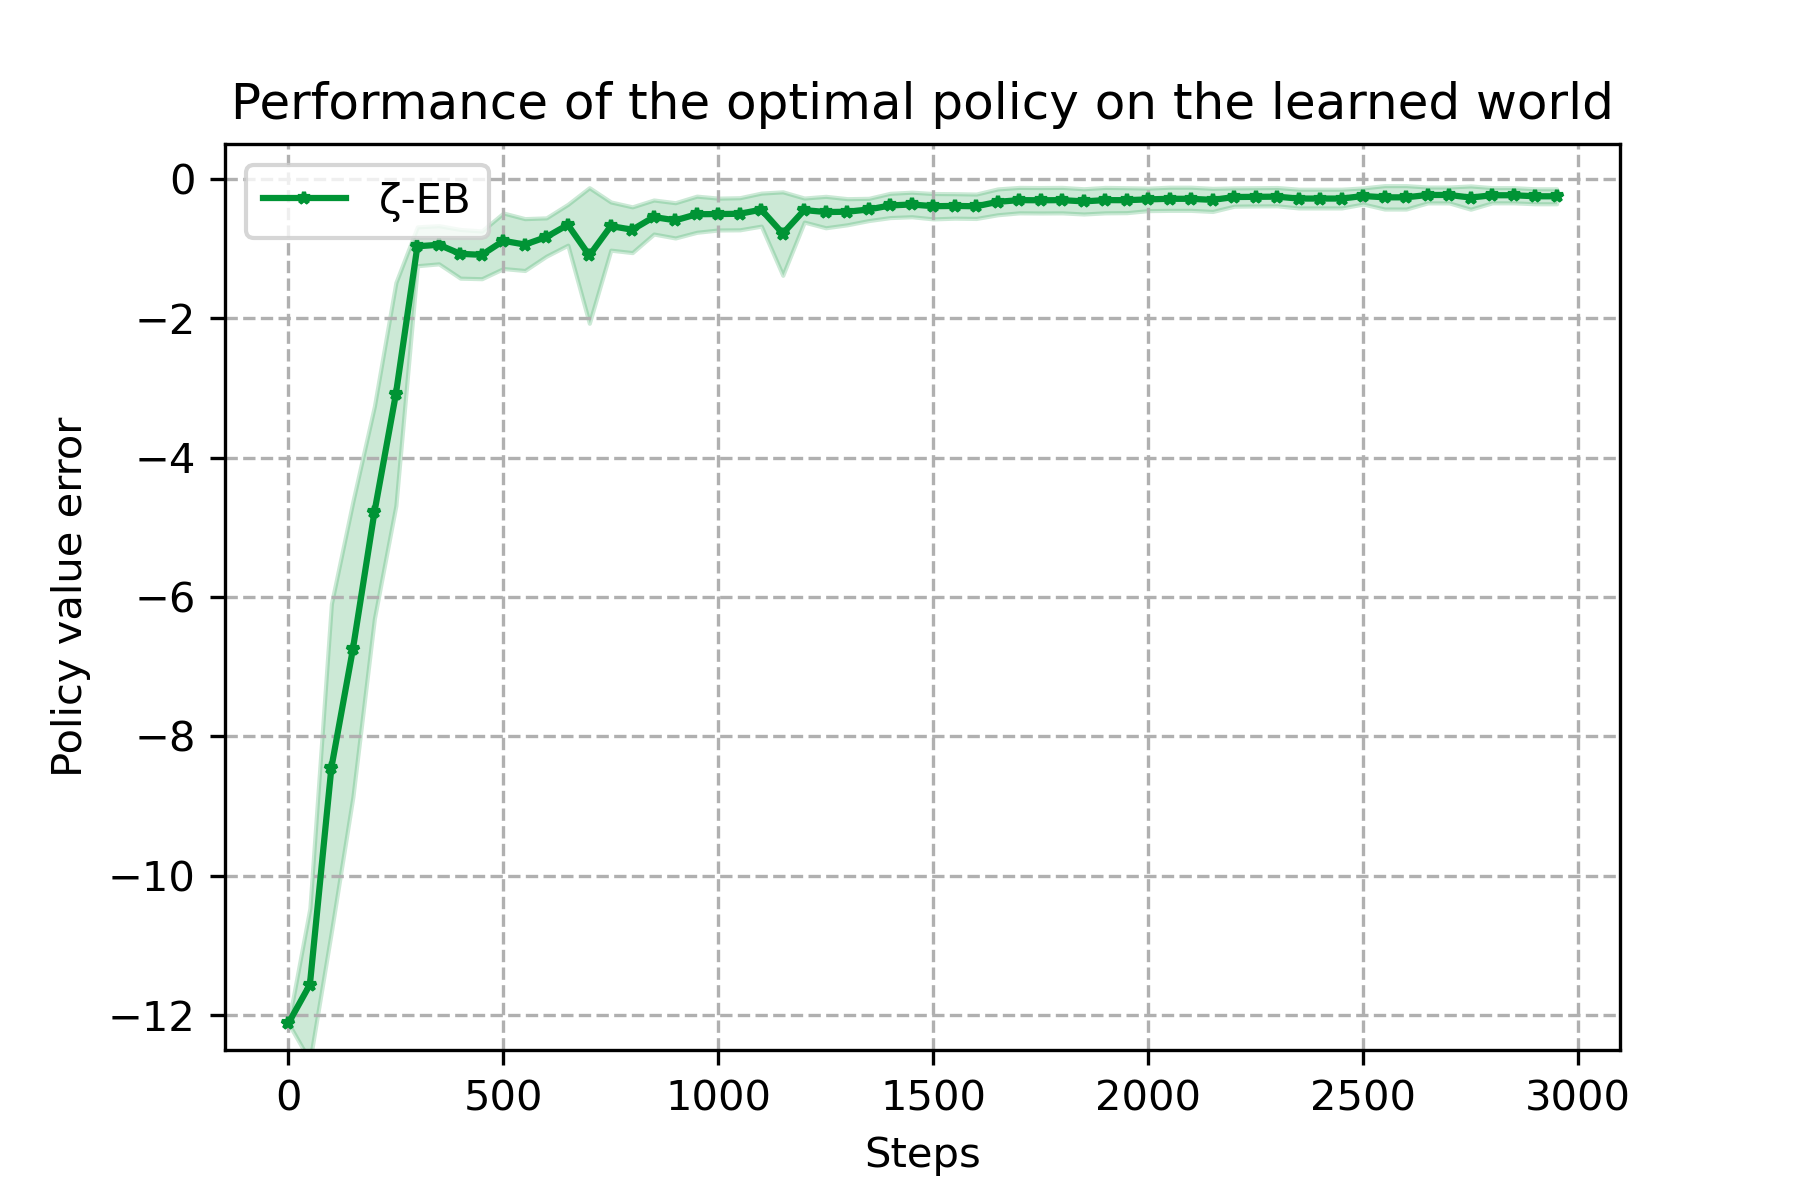 Performance of the optimal policy on the learned world
ζ-EB
0
−2
−4
−6
−8
−10
−12
Policy value error
0 500 1000 1500 2000 2500 3000
Steps